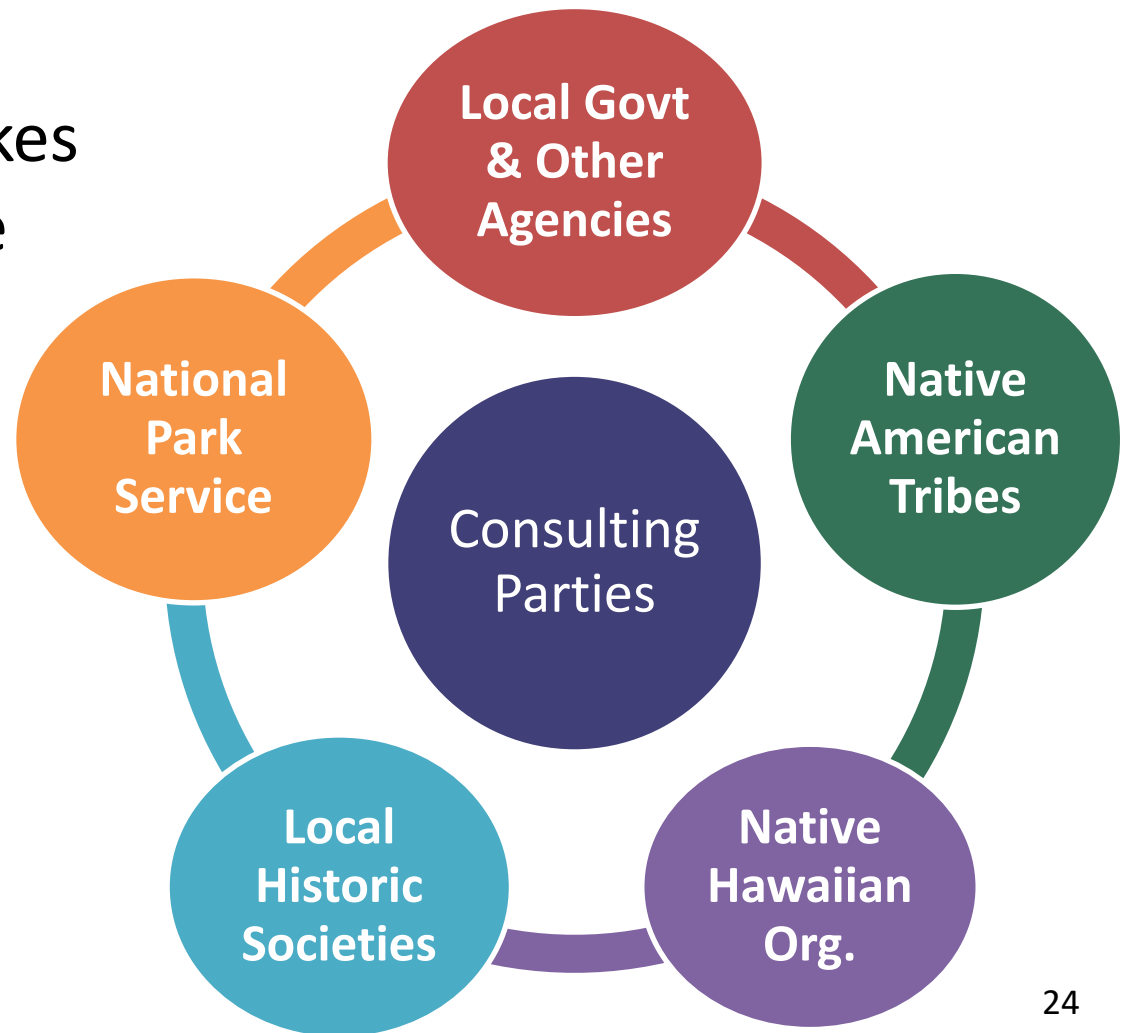 Local Govt
& Other
Agencies
National
Park
Service
Native
American
Tribes
Consulting
Parties
Local
Historic
Societies
Native
Hawaiian
Org.
24